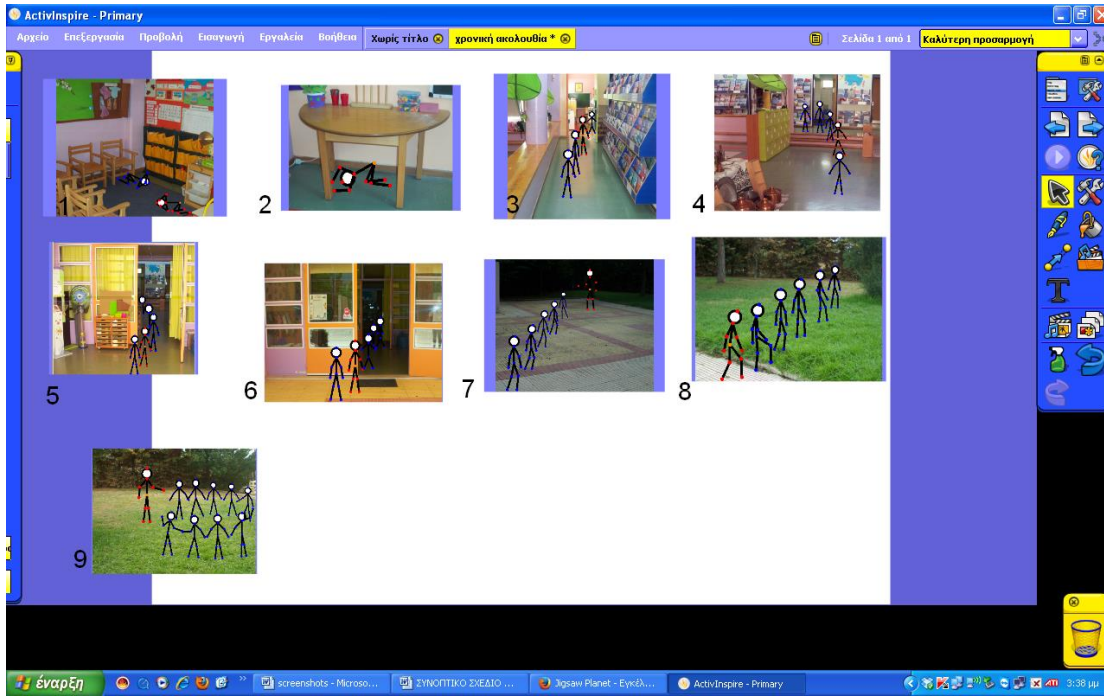 ActivInspire - Primary
Αρχείο Επεξεργασία Προβολή Εισαγωγή Εργαλεία Βοήθεια Χωρίς τίτλο χρονική ακολουθία * Σελίδα 1 από 1 Καλύτερη προσαρμογή
1 2 3 4
5 6 7 8
9
έναρξη screenshots - Microso... ΣΥΝΟΠΤΙΚΟ ΣΧΕΔΙΟ ... Jigsaw Planet - Εγκέλ... ActivInspire - Primary 3:38 μμ